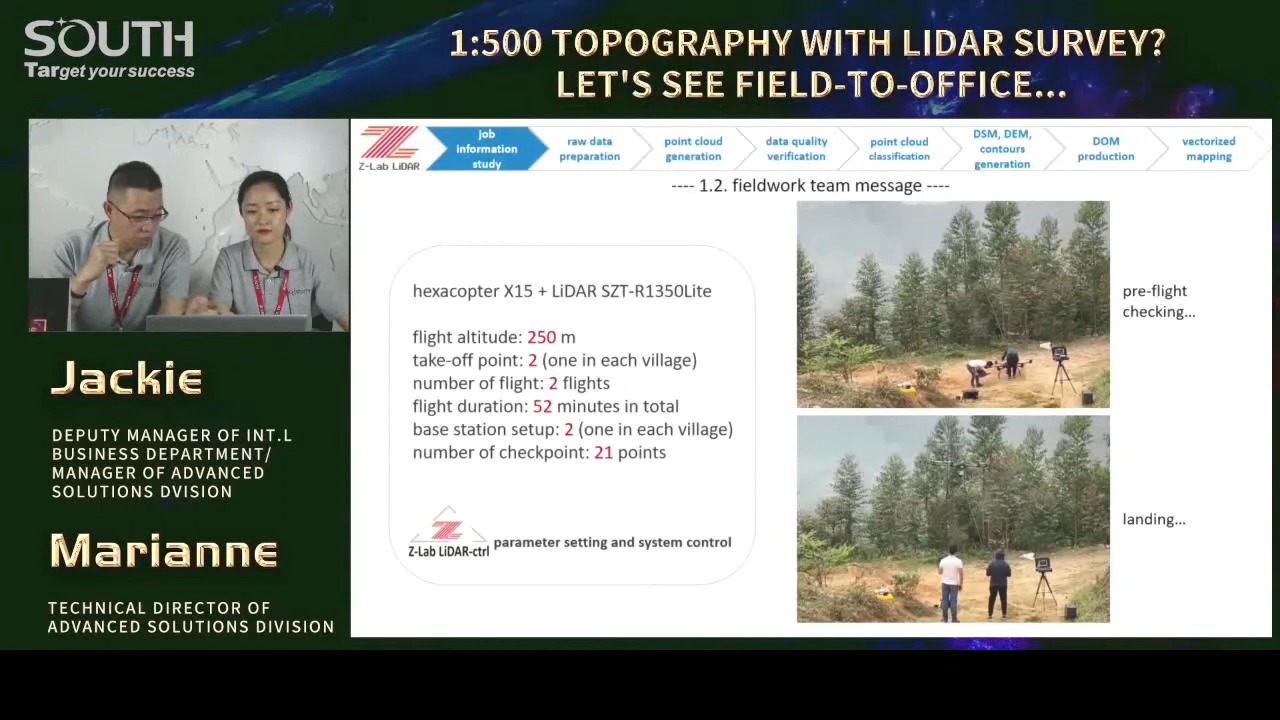 SOUTH
Target your success
1:500 TOPOGRAPHY WITH LIDAR SURVEY?
LET'S SEE FIELD-TO-OFFICE...
Z-Lab LiDAR
job
information
study
raw data
preparation
point cloud
generation
data quality
verification
point cloud
classification
DSM, DEM,
contours
generation
DOM
production
vectorized
mapping
---- 1.2. fieldwork team message ----
hexacopter X15 + LiDAR SZT-R1350Lite
flight altitude: 250 m
take-off point: 2 (one in each village)
number of flight: 2 flights
flight duration: 52 minutes in total
base station setup: 2 (one in each village)
number of checkpoint: 21 points
Z-Lab LiDAR-ctrl
parameter setting and system control
pre-flight
checking...
landing...
Jackie
DEPUTY MANAGER OF INT.L
BUSINESS DEPARTMENT/
MANAGER OF ADVANCED
SOLUTIONS DVISION
Marianne
TECHNICAL DIRECTOR OF
ADVANCED SOLUTIONS DIVISION